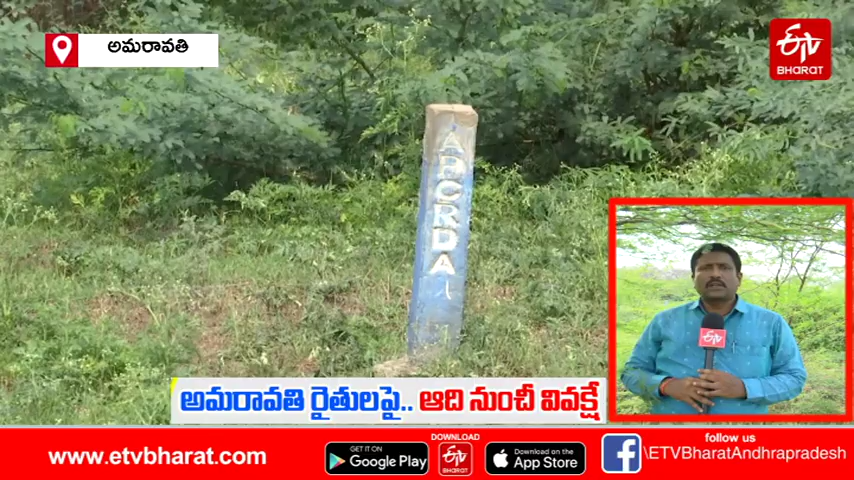 అమరావతి
ETV
BHARAT
APCRDA
ETV
అమరావతి రైతులపై.. ఆది నుంచీ వివక్షే
www.etvbharat.com
GET IT ON
Google Play
DOWNLOAD
ETV
BHARAT
Download on the
App Store
follow us
\ETVBharatAndhrapradesh